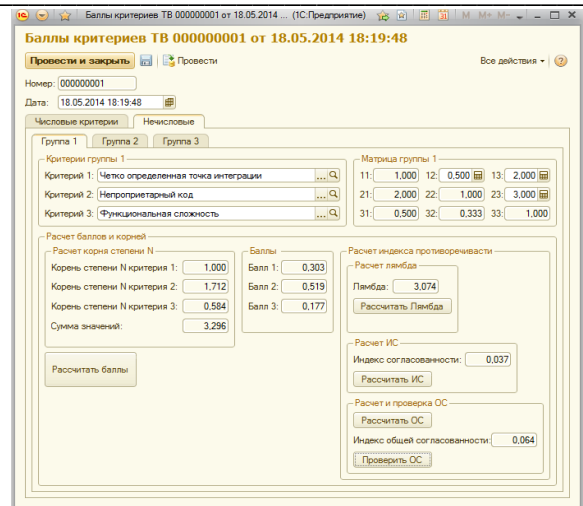 Баллы критериев ТВ 000000001 от 18.05.2014 ... (1С:Предприятие) M M+ M-
Баллы критериев ТВ 000000001 от 18.05.2014 18:19:48
Провести и закрыть Провести Все действия
Номер: 000000001
Дата: 18.05.2014 18:19:48
Числовые критерии Нечисловые
Группа 1 Группа 2 Группа 3
Критерии группы 1 Матрица группы 1
Критерий 1: Четко определенная точка интеграции ... 11: 1,000 12: 0,500 13: 2,000
Критерий 2: Непроприетарный код ... 21: 2,000 22: 1,000 23: 3,000
Критерий 3: Функциональная сложность ... 31: 0,500 32: 0,333 33: 1,000
Расчет баллов и корней
Расчет корня степени N Баллы Расчет индекса противоречивасти
Расчет лямбда
Корень степени N критерия 1: 1,000 Балл 1: 0,303
Корень степени N критерия 2: 1,712 Балл 2: 0,519 Лямбда: 3,074
Корень степени N критерия 3: 0,584 Балл 3: 0,177 Рассчитать Лямбда
Сумма значений: 3,296
Расчет ИС
Индекс согласованности: 0,037
Рассчитать баллы
Рассчитать ИС
Расчет и проверка ОС
Рассчитать ОС
Индекс общей согласованности: 0,064
Проверить ОС